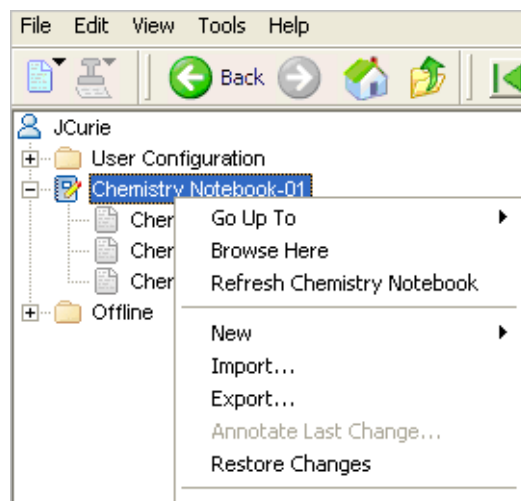 File Edit View Tools Help
Back
JCurie
User Configuration
Chemistry Notebook-01
Cher
Cher
Cher
Offline
Go Up To
Browse Here
Refresh Chemistry Notebook
New
Import...
Export...
Annotate Last Change...
Restore Changes